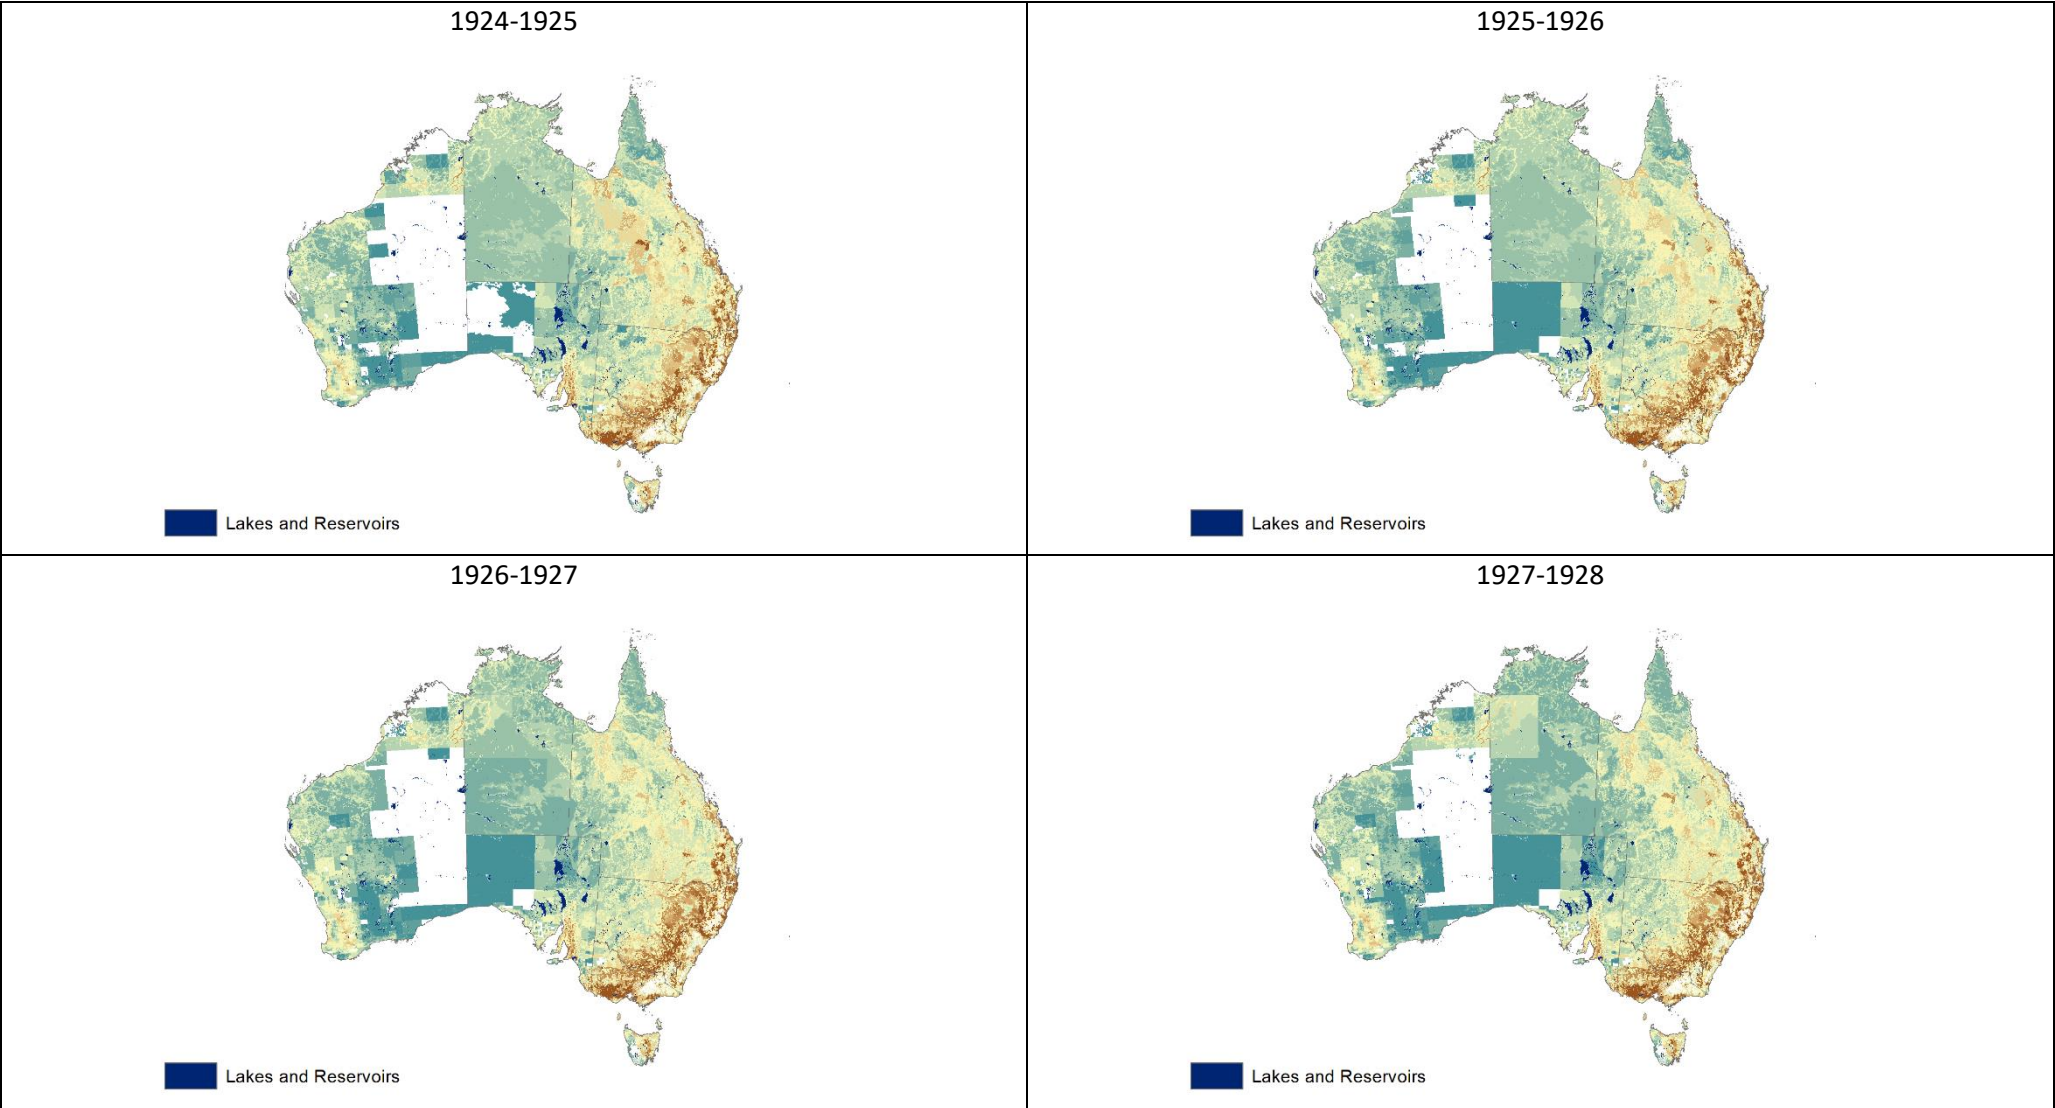 1924-1925
1925-1926
Lakes and Reservoirs
Lakes and Reservoirs
1926-1927
1927-1928
Lakes and Reservoirs
Lakes and Reservoirs